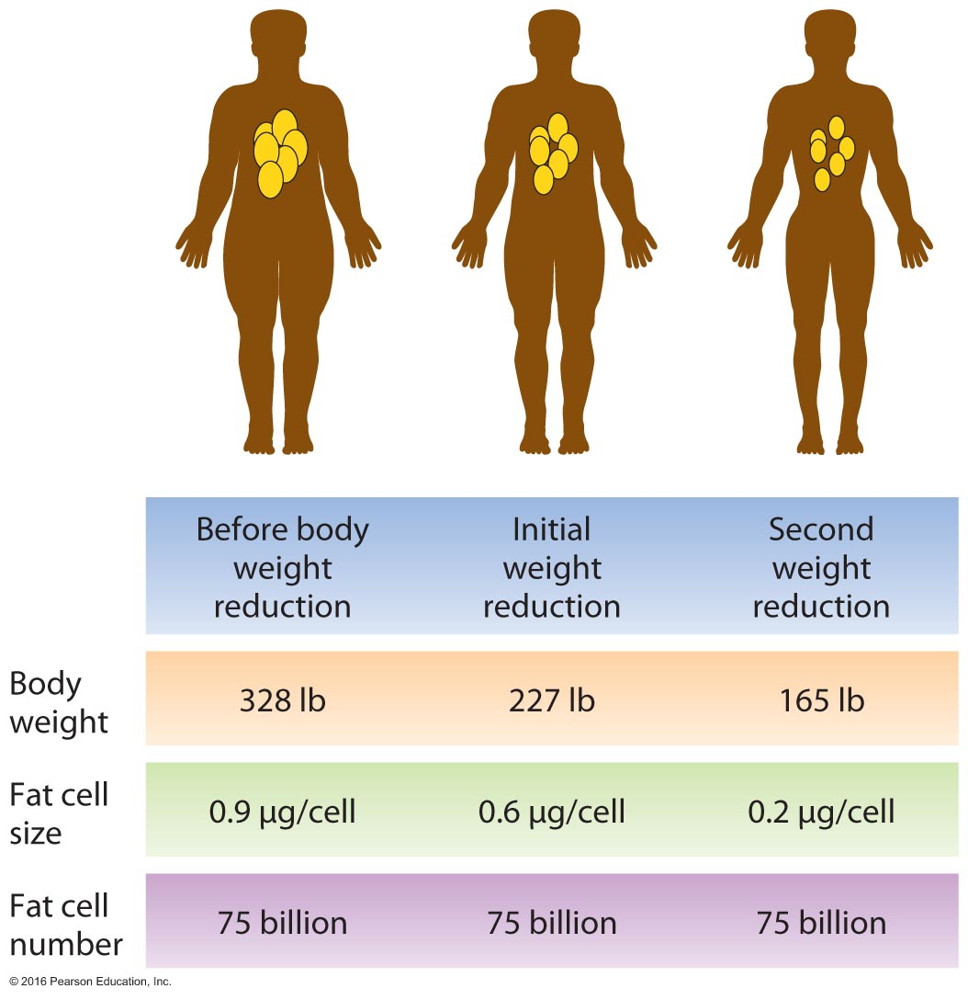 Before body
weight
reduction
Initial
weight
reduction
Second
weight
reduction
Body
weight
328 lb
227 lb
165 lb
Fat cell
size
0.9 µg/cell
0.6 µg/cell
0.2 µg/cell
Fat cell
number
75 billion
75 billion
75 billion
© 2016 Pearson Education, Inc.